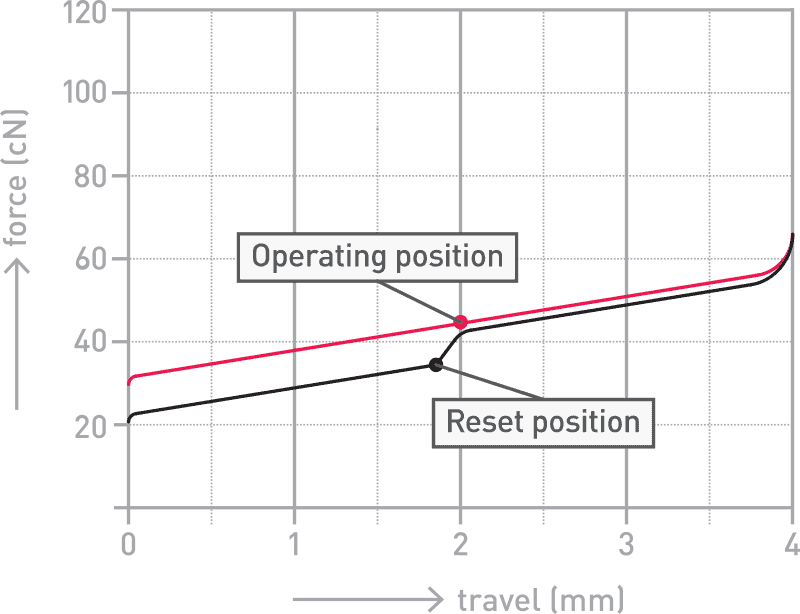 120
100
80
60
40
20
force (cN)
Operating position
Reset position
0 1 2 3 4
travel (mm)